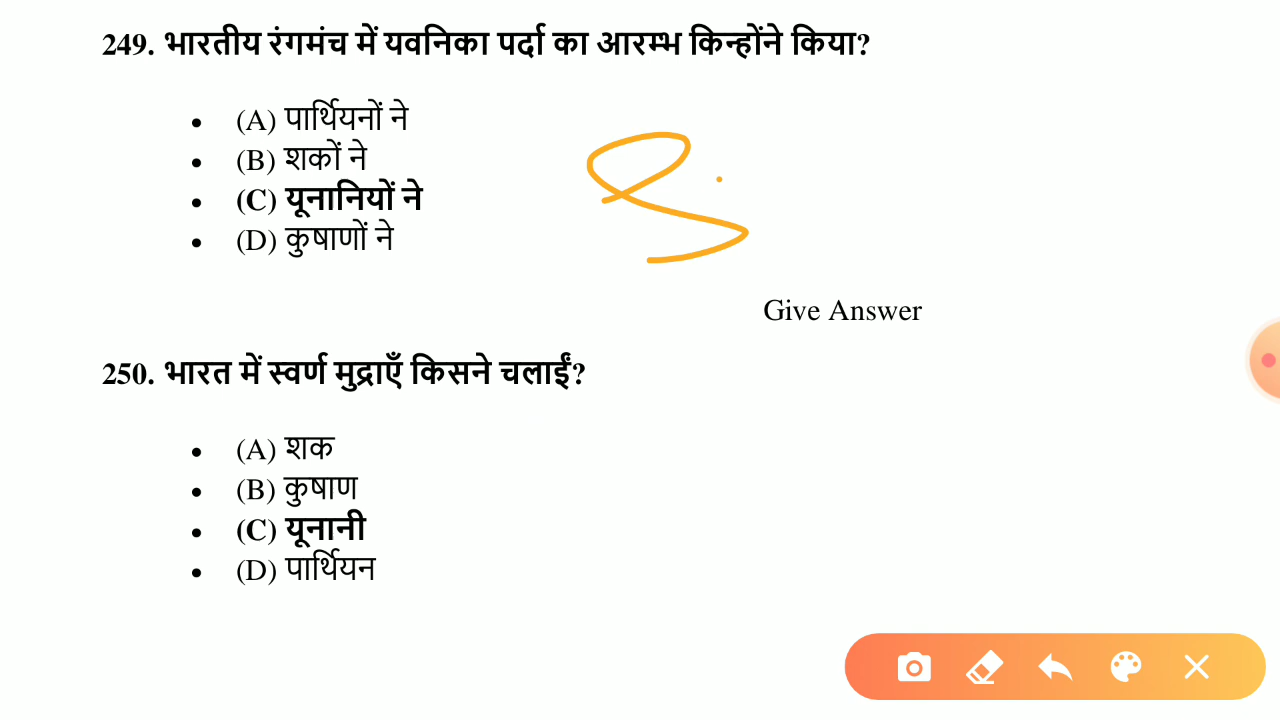 249. भारतीय रंगमंच में यवनिका पर्दा का आरम्भ किन्होंने किया?
• (A) पार्थियनों ने
• (B) शकों ने
• (C) यूनानियों ने
• (D) कुषाणों ने
Give Answer
250. भारत में स्वर्ण मुद्राएँ किसने चलाईं?
• (A) शक
• (B) कुषाण
• (C) यूनानी
• (D) पार्थियन